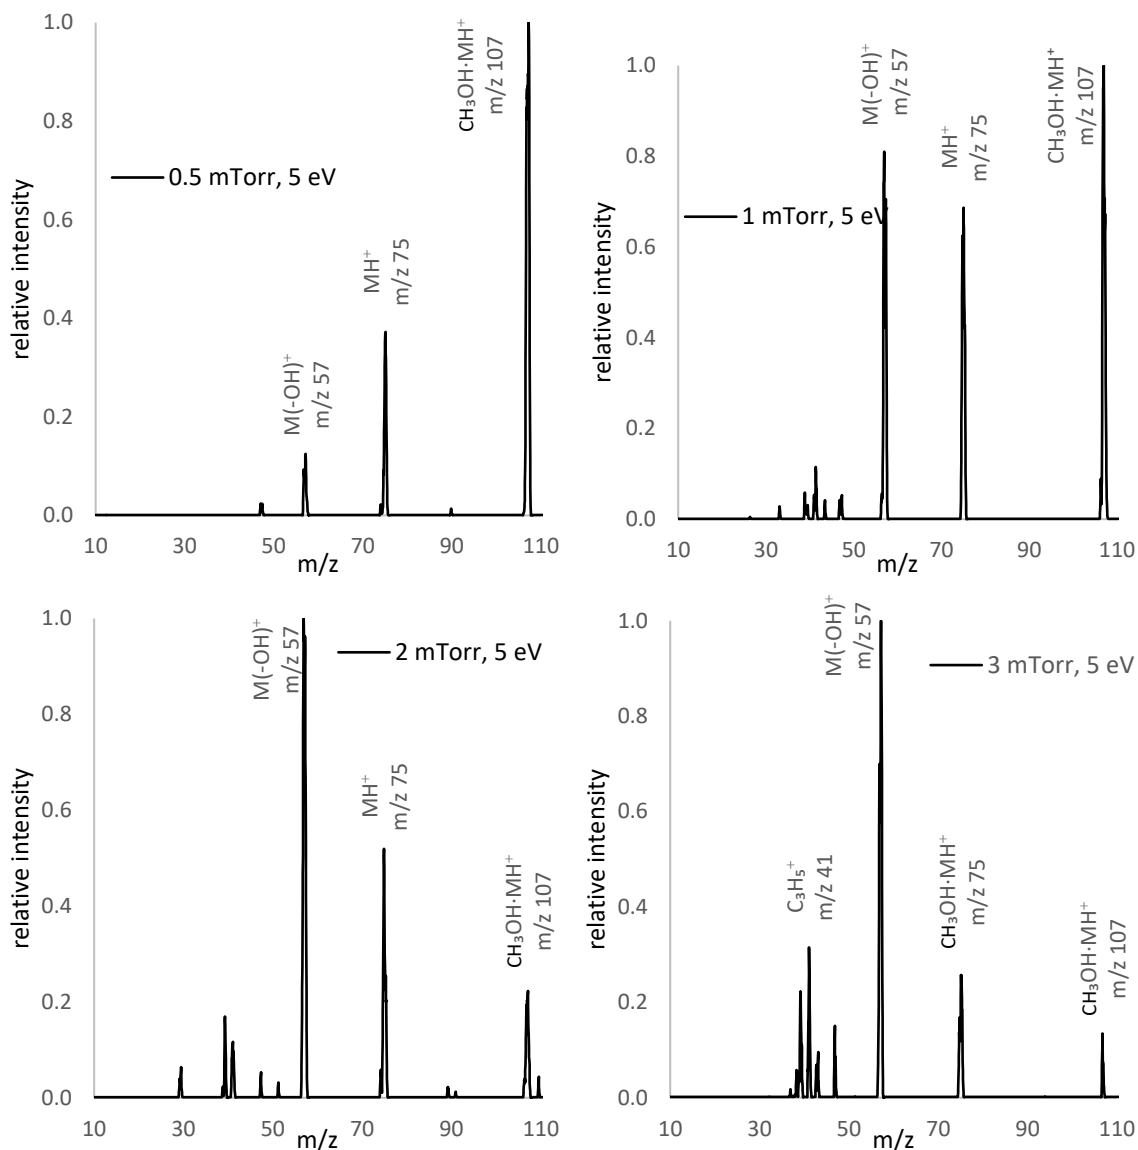 relative intensity
1.0
0.8
0.6
0.4
0.2
0.0
0.5 mTorr, 5 eV
M(-OH)⁺
m/z 57
MH⁺
m/z 75
CH₃OH·MH⁺
m/z 107
10 30 50 70 90 110
m/z
relative intensity
1.0
0.8
0.6
0.4
0.2
0.0
1 mTorr, 5 eV
M(-OH)⁺
m/z 57
MH⁺
m/z 75
CH₃OH·MH⁺
m/z 107
10 30 50 70 90 110
m/z
relative intensity
1.0
0.8
0.6
0.4
0.2
0.0
M(-OH)⁺
m/z 57
2 mTorr, 5 eV
MH⁺
m/z 75
CH₃OH·MH⁺
m/z 107
10 30 50 70 90 110
m/z
relative intensity
1.0
0.8
0.6
0.4
0.2
0.0
C₃H₅⁺
m/z 41
M(-OH)⁺
m/z 57
3 mTorr, 5 eV
CH₃OH·MH⁺
m/z 75
CH₃OH·MH⁺
m/z 107
10 30 50 70 90 110
m/z